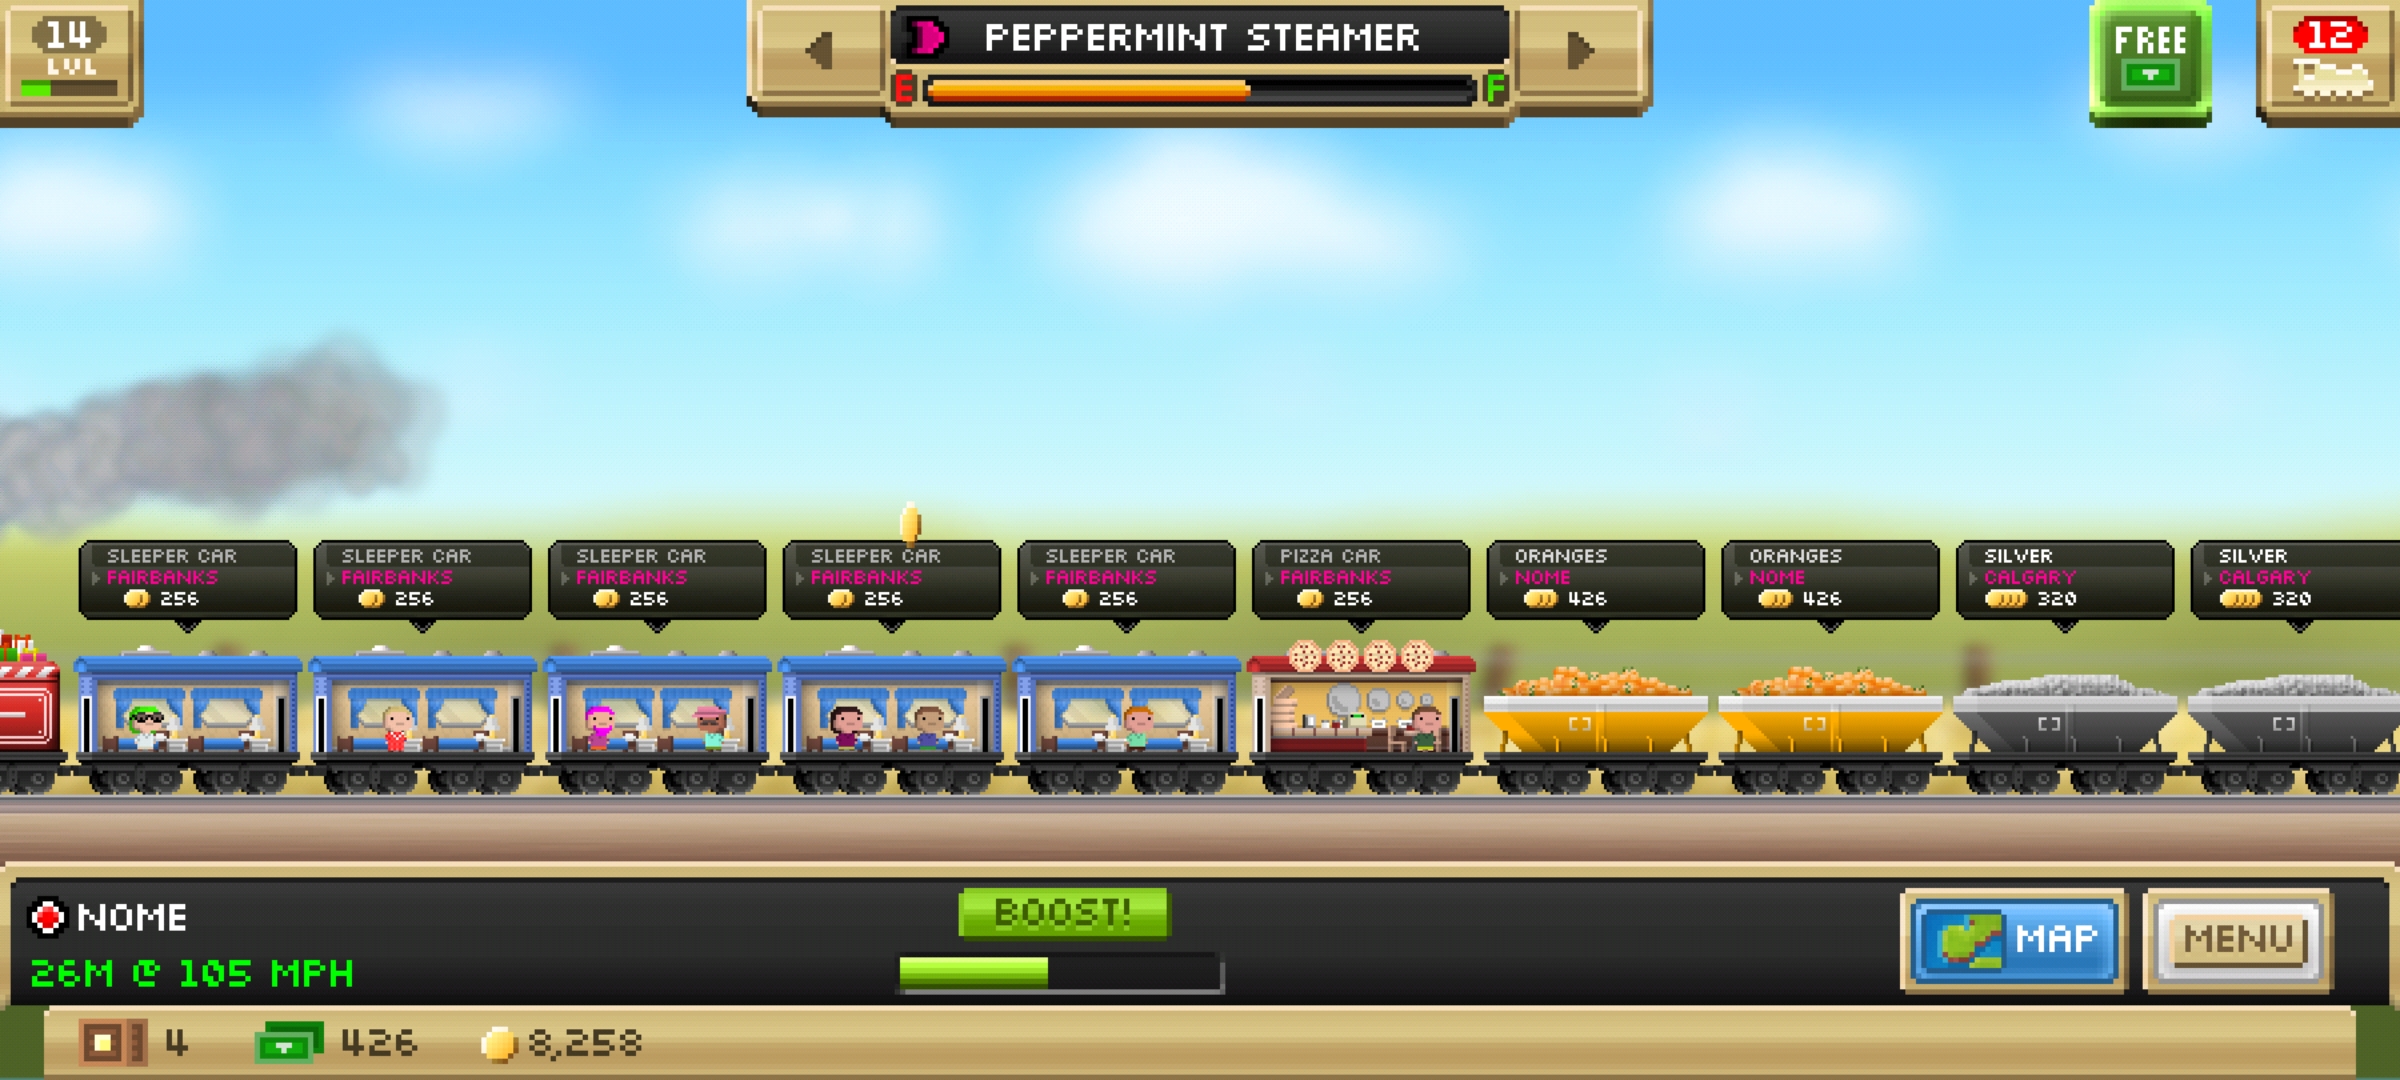 14
LVL
PEPPERMINT STEAMER
E F
FREE
12
SLEEPER CAR
FAIRBANKS
256
SLEEPER CAR
FAIRBANKS
256
SLEEPER CAR
FAIRBANKS
256
SLEEPER CAR
FAIRBANKS
256
SLEEPER CAR
FAIRBANKS
256
PIZZA CAR
FAIRBANKS
256
ORANGES
NOME
426
ORANGES
NOME
426
SILVER
CALGARY
320
SILVER
CALGARY
320
NOME
26M @ 105 MPH
BOOST!
MAP
MENU
4
426
8,258